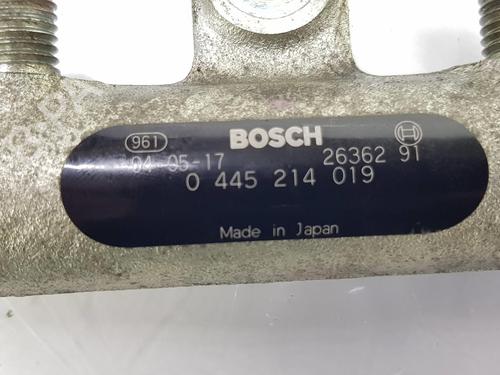 961 BOSCH
04 05-17 26362 91
0 445 214 019
Made in Japan